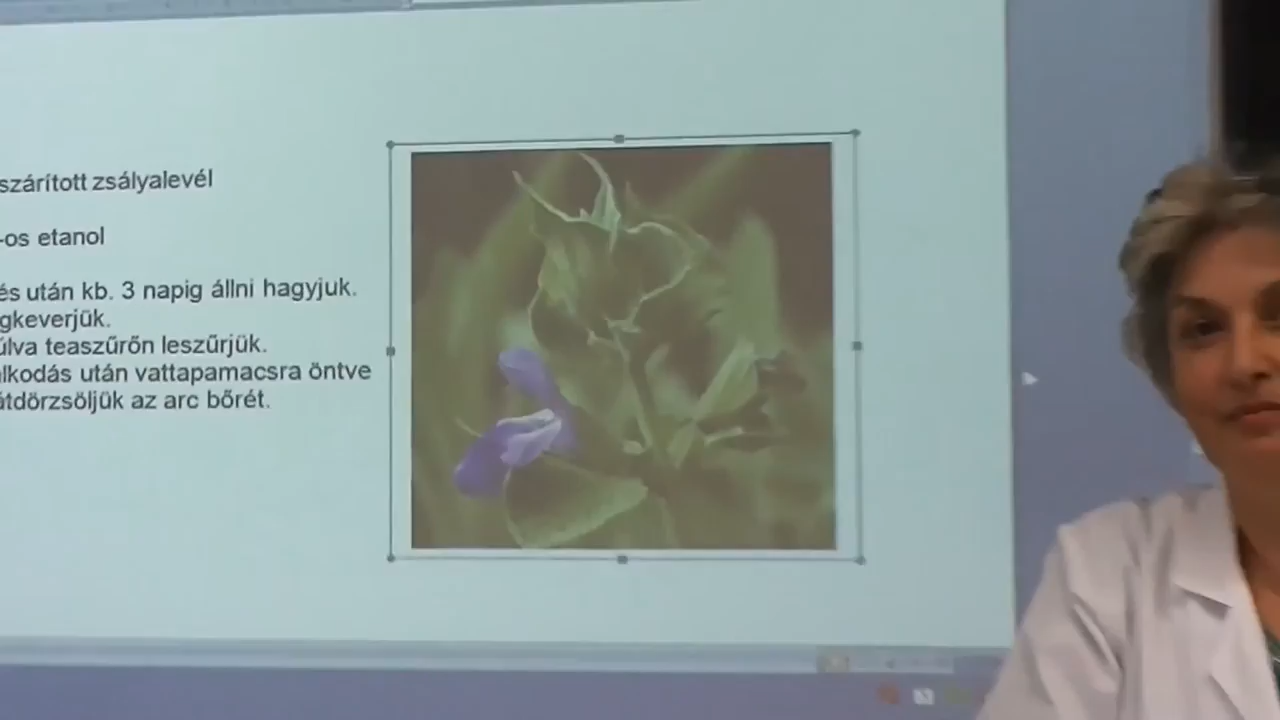 szárított zsályalevél
-os etanol
és után kb. 3 napig állni hagyjuk.
gkeverjük.
úlva teaszűrőn leszűrjük.
lkodás után vattapamacsra öntve
átdörzsöljük az arc bőrét.